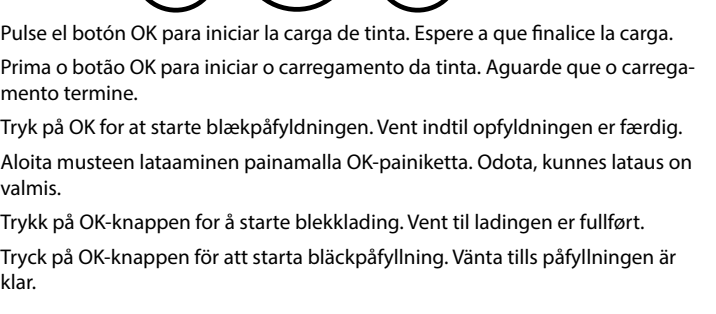 Pulse el botón OK para iniciar la carga de tinta. Espere a que finalice la carga.
Prima o botão OK para iniciar o carregamento da tinta. Aguarde que o carrega-
mento termine.
Tryk på OK for at starte blækpåfyldningen. Vent indtil opfyldningen er færdig.
Aloita musteen lataaminen painamalla OK-painiketta. Odota, kunnes lataus on
valmis.
Trykk på OK-knappen for å starte blekklading. Vent til ladingen er fullført.
Tryck på OK-knappen för att starta bläckpåfyllning. Vänta tills påfyllningen är
klar.